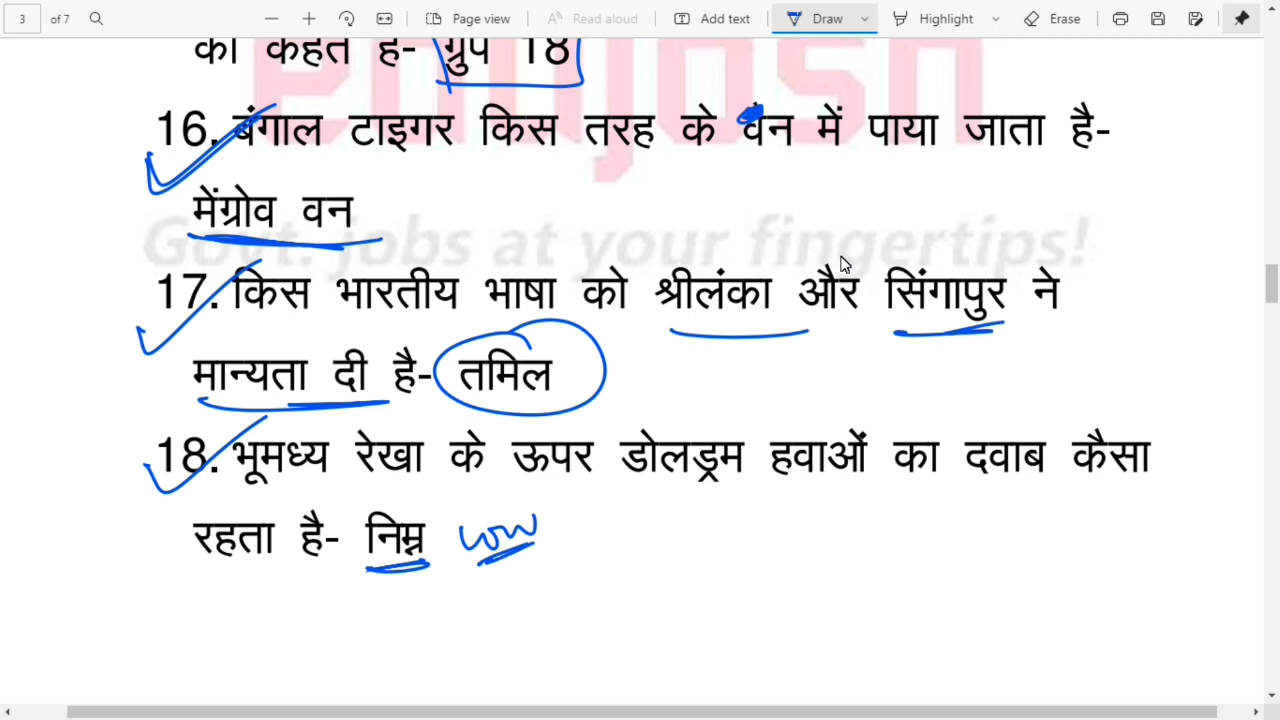 3 of 7 Page view Read aloud Add text Draw Highlight Erase
को कहते है- ग्रुप 18
16. बंगाल टाइगर किस तरह के वन में पाया जाता है-
मेंग्रोव वन
Govt. jobs at your fingertips!
17. किस भारतीय भाषा को श्रीलंका और सिंगापुर ने
मान्यता दी है- तमिल
18. भूमध्य रेखा के ऊपर डोलड्रम हवाओं का दवाब कैसा
रहता है- निम्न low